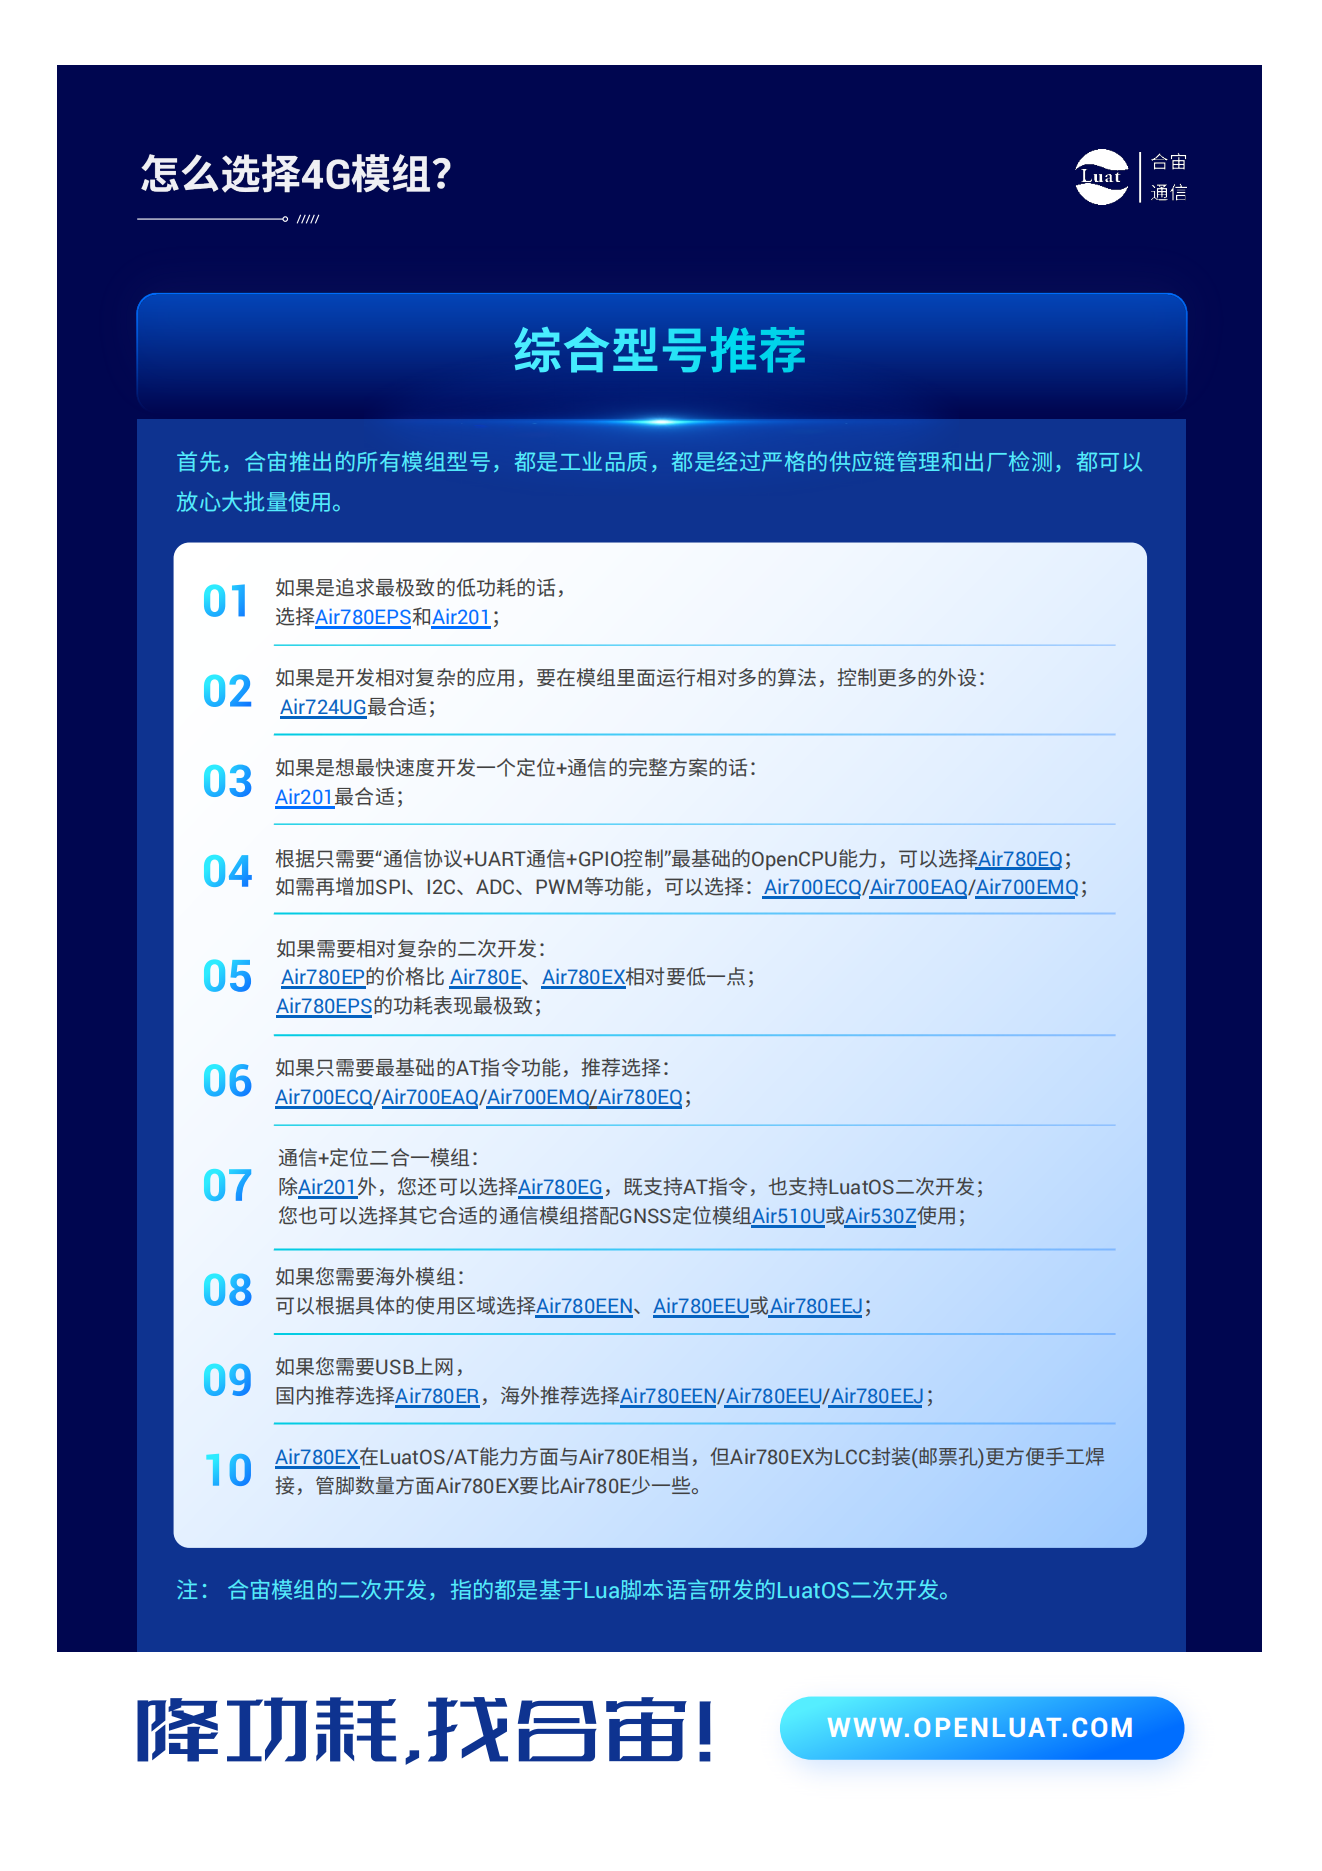 怎么选择4G模组？
Luat
合宙
通信
综合型号推荐
首先，合宙推出的所有模组型号，都是工业品质，都是经过严格的供应链管理和出厂检测，都可以
放心大批量使用。
01
如果是追求最极致的低功耗的话，
选择Air780EPS和Air201；
02
如果是开发相对复杂的应用，要在模组里面运行相对多的算法，控制更多的外设：
Air724UG最合适；
03
如果是想最快速度开发一个定位+通信的完整方案的话：
Air201最合适；
04
根据只需要“通信协议+UART通信+GPIO控制”最基础的OpenCPU能力，可以选择Air780EQ；
如需再增加SPI、I2C、ADC、PWM等功能，可以选择：Air700ECQ/Air700EAQ/Air700EMQ；
05
如果需要相对复杂的二次开发：
Air780EP的价格比 Air780E、Air780EX相对要低一点；
Air780EPS的功耗表现最极致；
06
如果只需要最基础的AT指令功能，推荐选择：
Air700ECQ/Air700EAQ/Air700EMQ/Air780EQ；
07
通信+定位二合一模组：
除Air201外，您还可以选择Air780EG，既支持AT指令，也支持LuatOS二次开发；
您也可以选择其它合适的通信模组搭配GNSS定位模组Air510U或Air530Z使用；
08
如果您需要海外模组：
可以根据具体的使用区域选择Air780EEN、Air780EEU或Air780EEJ；
09
如果您需要USB上网，
国内推荐选择Air780ER，海外推荐选择Air780EEN/Air780EEU/Air780EEJ；
10
Air780EX在LuatOS/AT能力方面与Air780E相当，但Air780EX为LCC封装(邮票孔)更方便手工焊
接，管脚数量方面Air780EX要比Air780E少一些。
注： 合宙模组的二次开发，指的都是基于Lua脚本语言研发的LuatOS二次开发。
降功耗,找合宙!
WWW.OPENLUAT.COM